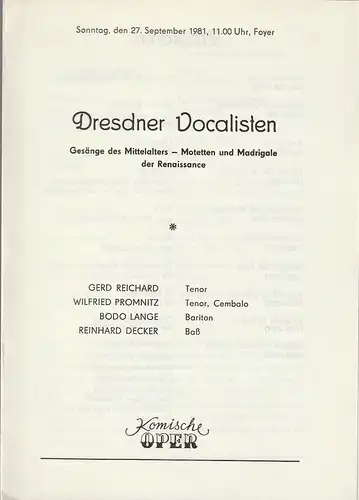 Sonntag, den 27. September 1981, 11.00 Uhr, Foyer
Dresdner Vocalisten
Gesänge des Mittelalters – Motetten und Madrigale
der Renaissance
*
GERD REICHARD Tenor
WILFRIED PROMNITZ Tenor, Cembalo
BODO LANGE Bariton
REINHARD DECKER Baß
Komische
OPER